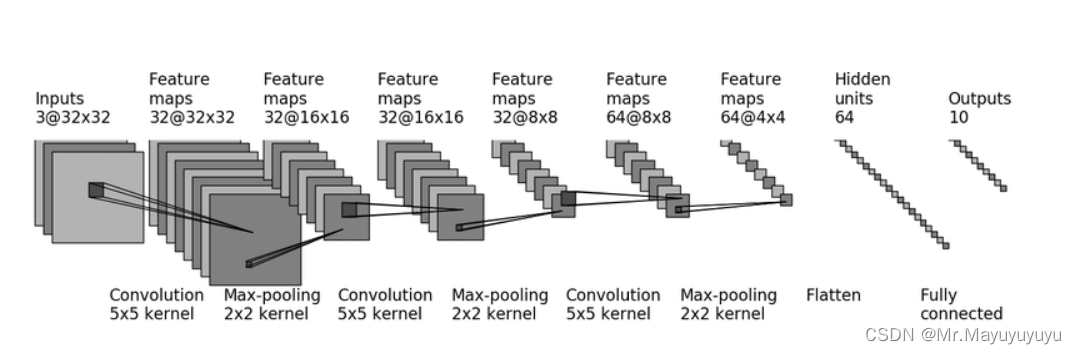 Inputs
3@32x32
Feature
maps
32@32x32
Feature
maps
32@16x16
Feature
maps
32@16x16
Feature
maps
32@8x8
Feature
maps
64@8x8
Feature
maps
64@4x4
Hidden
units
64
Outputs
10
Convolution
5x5 kernel
Max-pooling
2x2 kernel
Convolution
5x5 kernel
Max-pooling
2x2 kernel
Convolution
5x5 kernel
Max-pooling
2x2 kernel
Flatten
Fully
connected
CSDN @Mr.Mayuyuyuyu